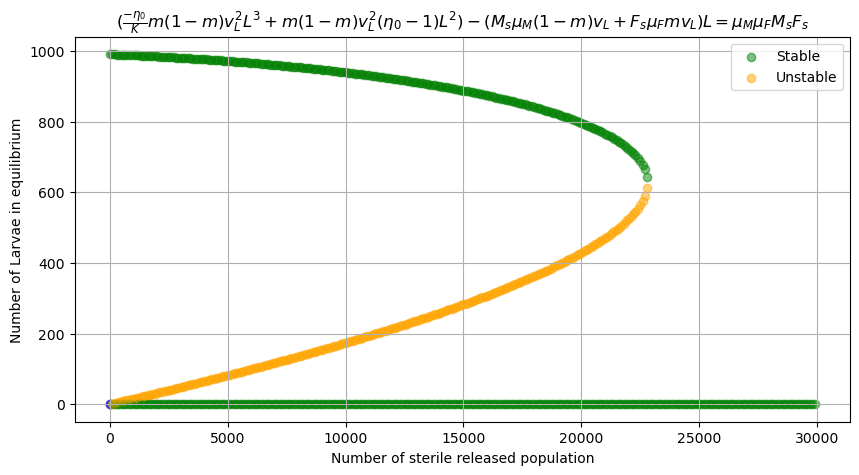 $(\frac{-\eta_0}{K}m(1-m)v_L^2L^3 + m(1-m)v_L^2(\eta_0-1)L^2) - (M_s\mu_M(1-m)v_L + F_s\mu_F m v_L)L = \mu_M\mu_F M_s F_s$
Stable
Unstable
Number of Larvae in equilibrium
1000
800
600
400
200
0
0 5000 10000 15000 20000 25000 30000
Number of sterile released population